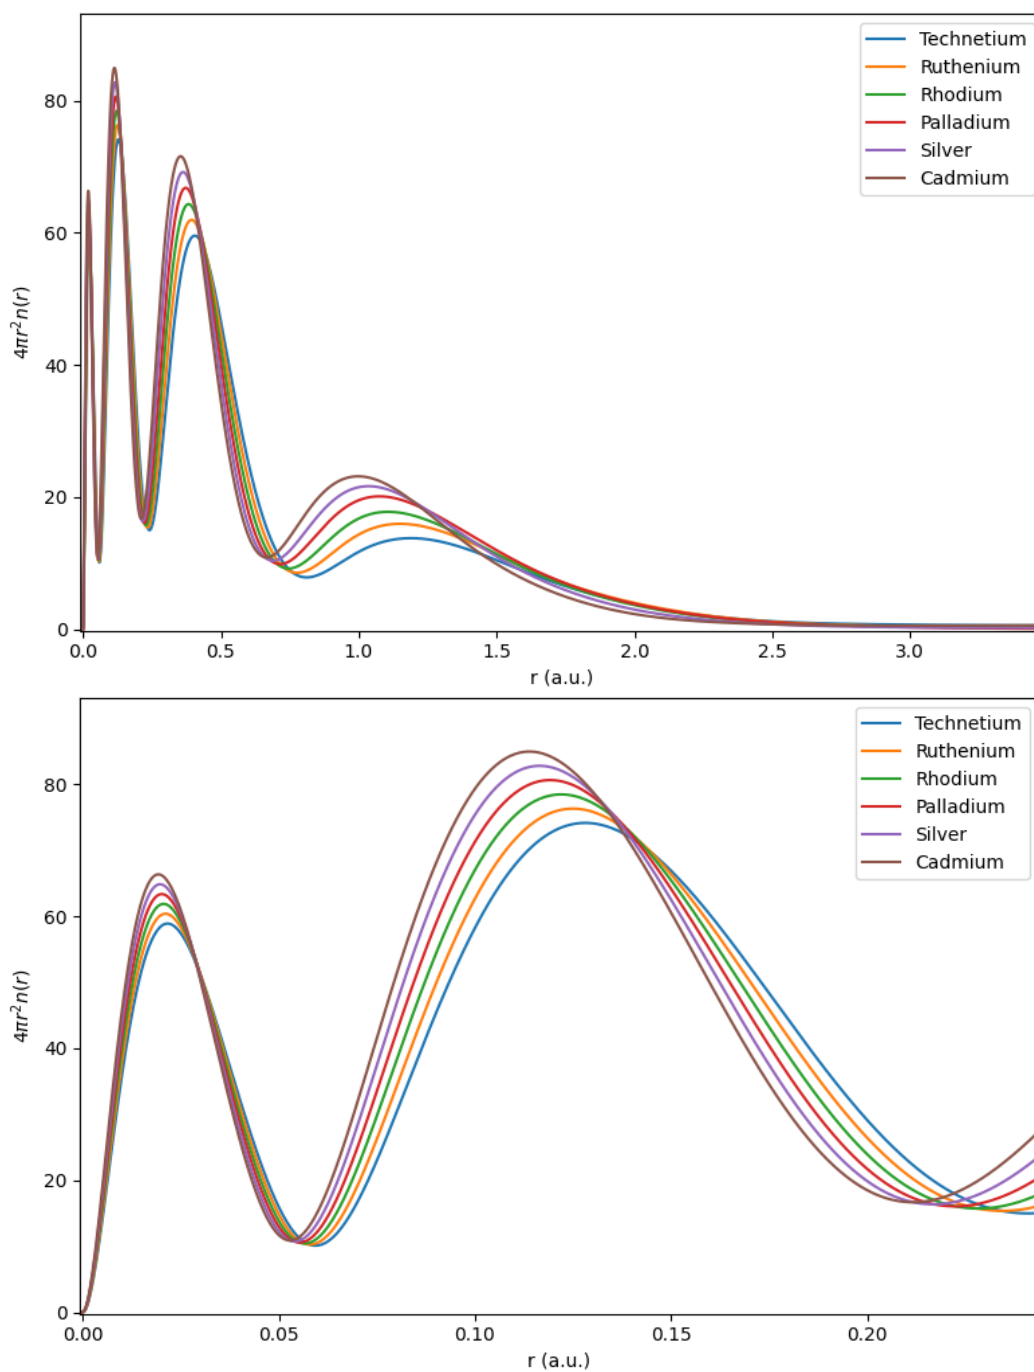 Technetium
Ruthenium
Rhodium
Palladium
Silver
Cadmium
80
60
40
20
0
4πr²n(r)
0.0 0.5 1.0 1.5 2.0 2.5 3.0
r (a.u.)
Technetium
Ruthenium
Rhodium
Palladium
Silver
Cadmium
80
60
40
20
0
4πr²n(r)
0.00 0.05 0.10 0.15 0.20
r (a.u.)